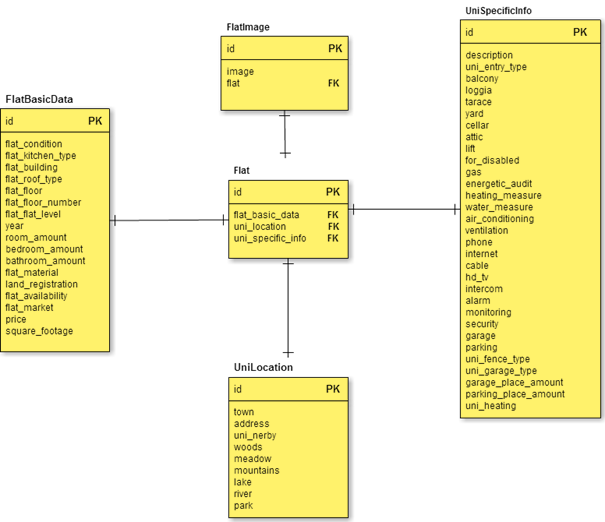 FlatImage
id PK
image
flat FK
UniSpecificInfo
id PK
description
uni_entry_type
balcony
loggia
tarace
yard
cellar
attic
lift
for_disabled
gas
energetic_audit
heating_measure
water_measure
air_conditioning
ventilation
phone
internet
cable
hd_tv
intercom
alarm
monitoring
security
garage
parking
uni_fence_type
uni_garage_type
garage_place_amount
parking_place_amount
uni_heating
FlatBasicData
id PK
flat_condition
flat_kitchen_type
flat_building
flat_roof_type
flat_floor
flat_floor_number
flat_flat_level
year
room_amount
bedroom_amount
bathroom_amount
flat_material
land_registration
flat_availability
flat_market
price
square_footage
Flat
id PK
flat_basic_data FK
uni_location FK
uni_specific_info FK
UniLocation
id PK
town
address
uni_nerby
woods
meadow
mountains
lake
river
park